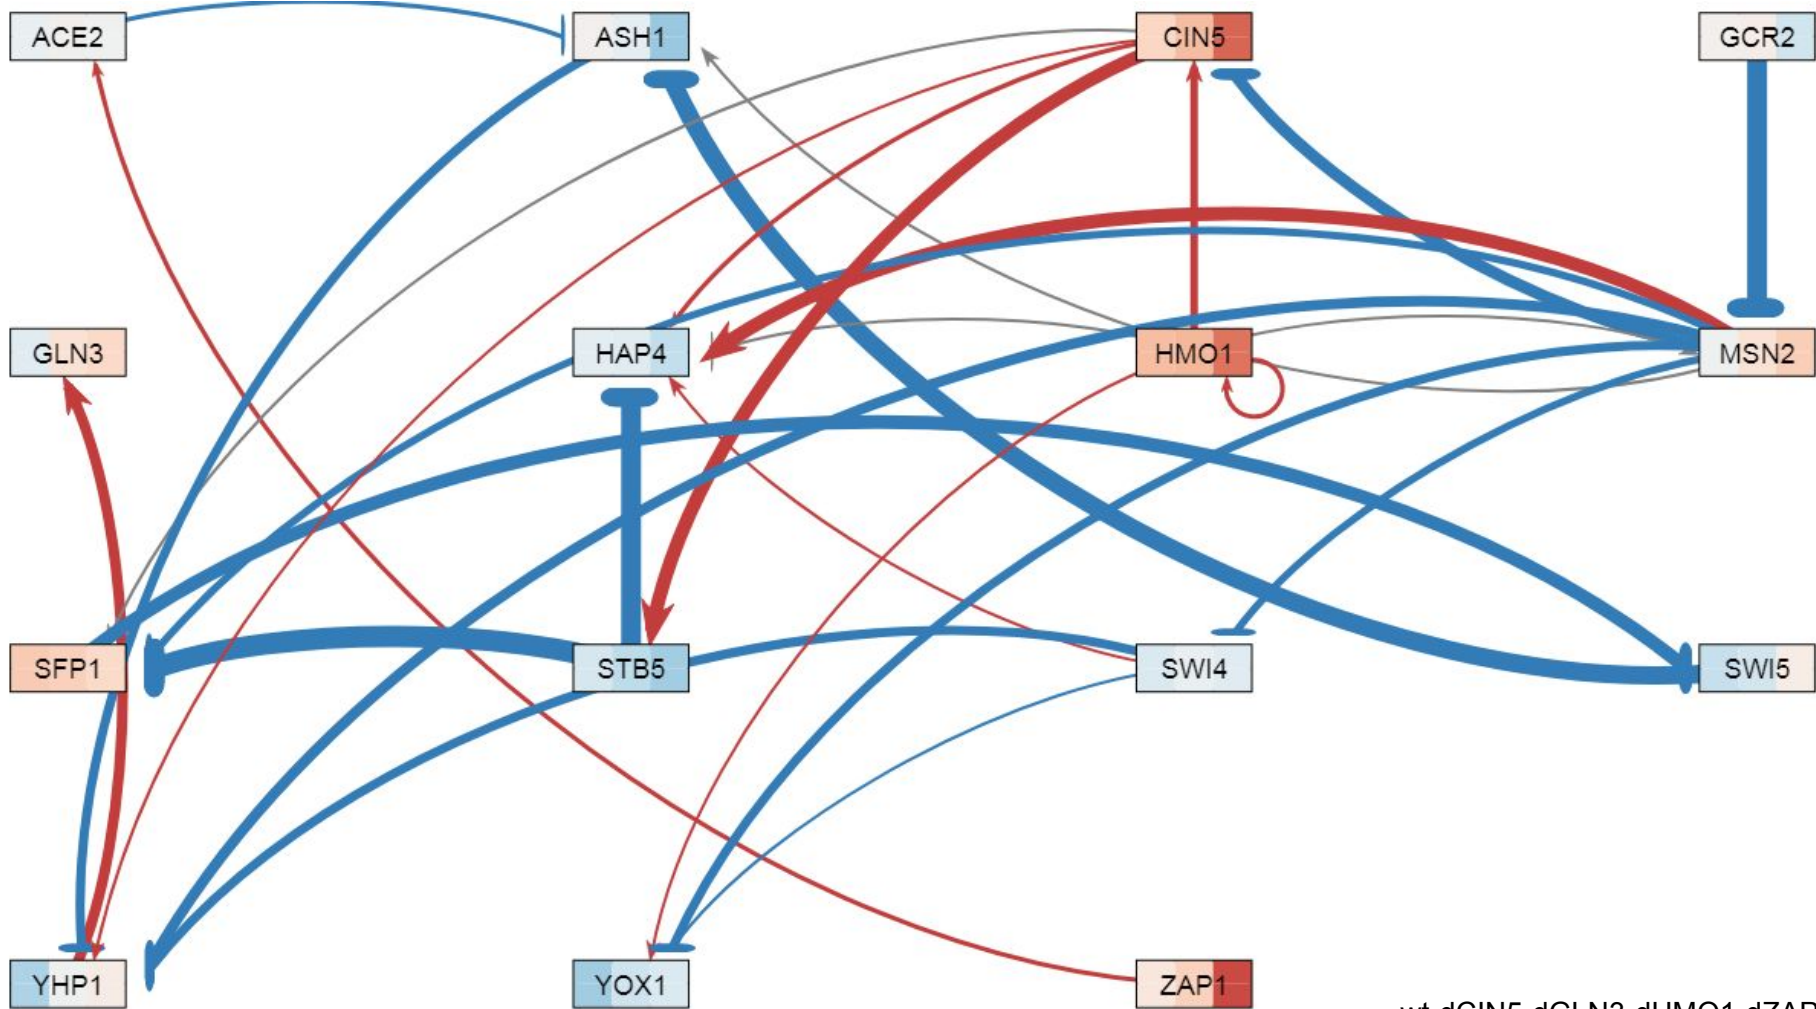 ACE2 ASH1 CIN5 GCR2
GLN3 HAP4 HMO1 MSN2
SFP1 STB5 SWI4 SWI5
YHP1 YOX1 ZAP1